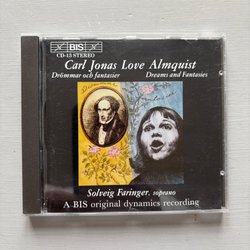 BIS
CD-13 STEREO
Carl Jonas Love Almquist
Drömmar och fantasier Dreams and Fantasies
Solveig Faringer, soprano
A BIS original dynamics recording